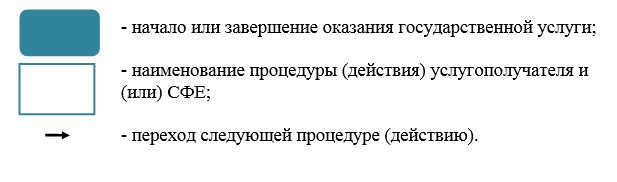 - начало или завершение оказания государственной услуги;
- наименование процедуры (действия) услугополучателя и
(или) СФЕ;
- переход следующей процедуре (действию).